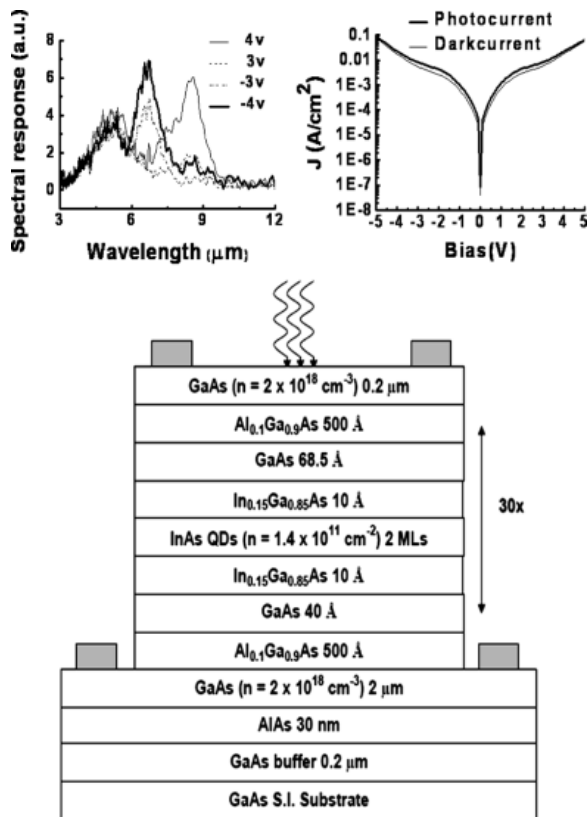 Spectral response (a.u.)
8
6
4
2
0
4v
3v
-3v
-4v
3 6 9 12
Wavelength (μm)
Photocurrent
Darkcurrent
J (A/cm²)
0.1
0.01
1E-3
1E-4
1E-5
1E-6
1E-7
1E-8
-5 -4 -3 -2 -1 0 1 2 3 4 5
Bias(V)
GaAs (n = 2 x 10¹⁸ cm⁻³) 0.2 μm
Al₀.₁Ga₀.₉As 500 Å
GaAs 68.5 Å
In₀.₁₅Ga₀.₈₅As 10 Å
InAs QDs (n = 1.4 x 10¹¹ cm⁻²) 2 MLs
In₀.₁₅Ga₀.₈₅As 10 Å
GaAs 40 Å
Al₀.₁Ga₀.₉As 500 Å
30x
GaAs (n = 2 x 10¹⁸ cm⁻³) 2 μm
AlAs 30 nm
GaAs buffer 0.2 μm
GaAs S.I. Substrate